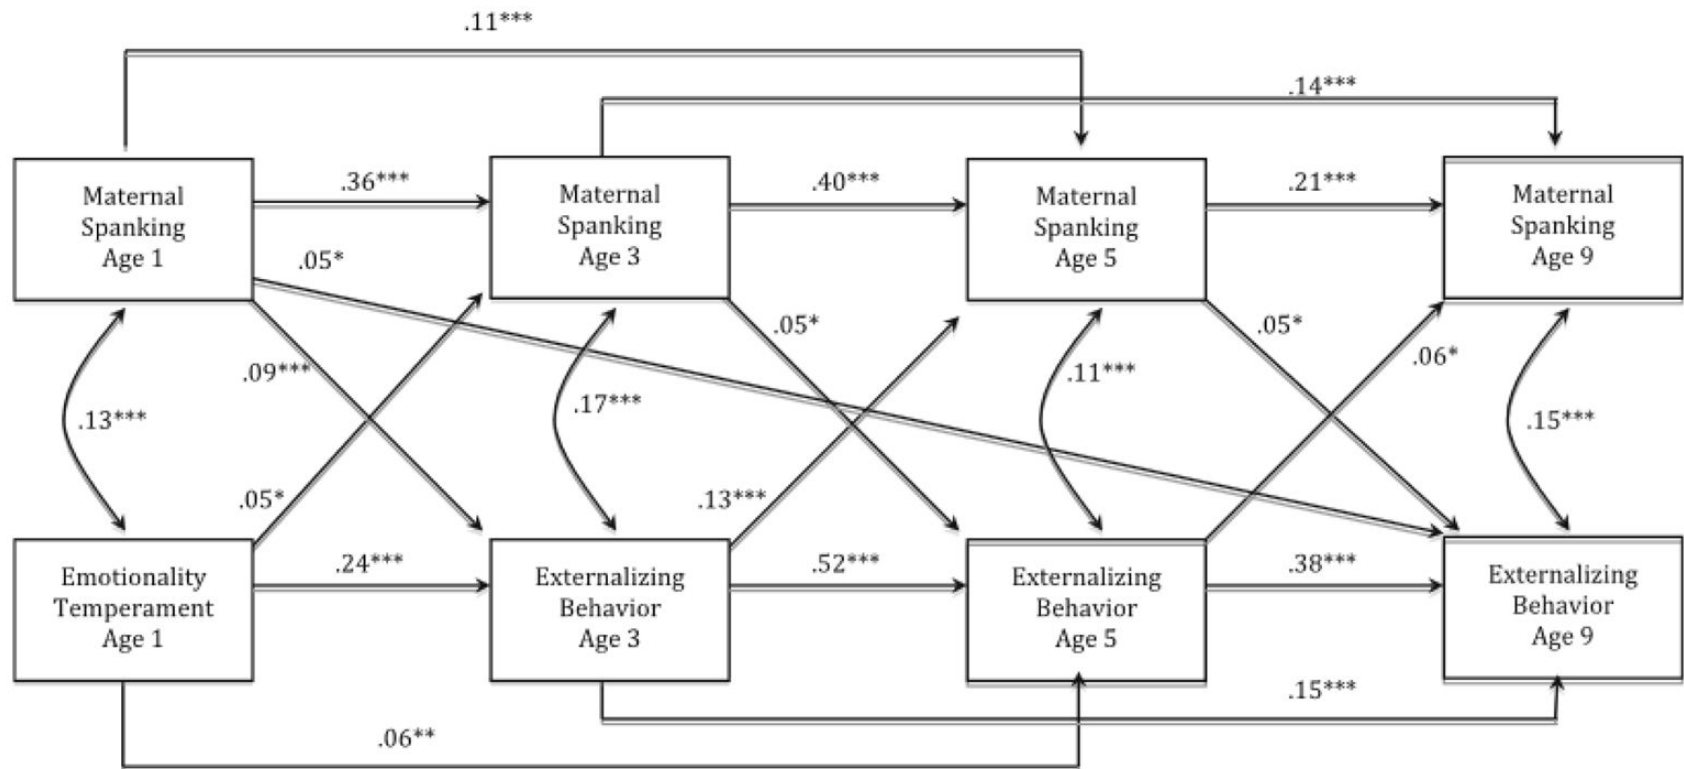 .11***
.14***
Maternal
Spanking
Age 1
.36***
Maternal
Spanking
Age 3
.40***
Maternal
Spanking
Age 5
.21***
Maternal
Spanking
Age 9
.05*
.09***
.13***
.05*
.17***
.05*
.13***
.11***
.05*
.06*
.15***
Emotionality
Temperament
Age 1
.24***
Externalizing
Behavior
Age 3
.52***
Externalizing
Behavior
Age 5
.38***
Externalizing
Behavior
Age 9
.15***
.06**